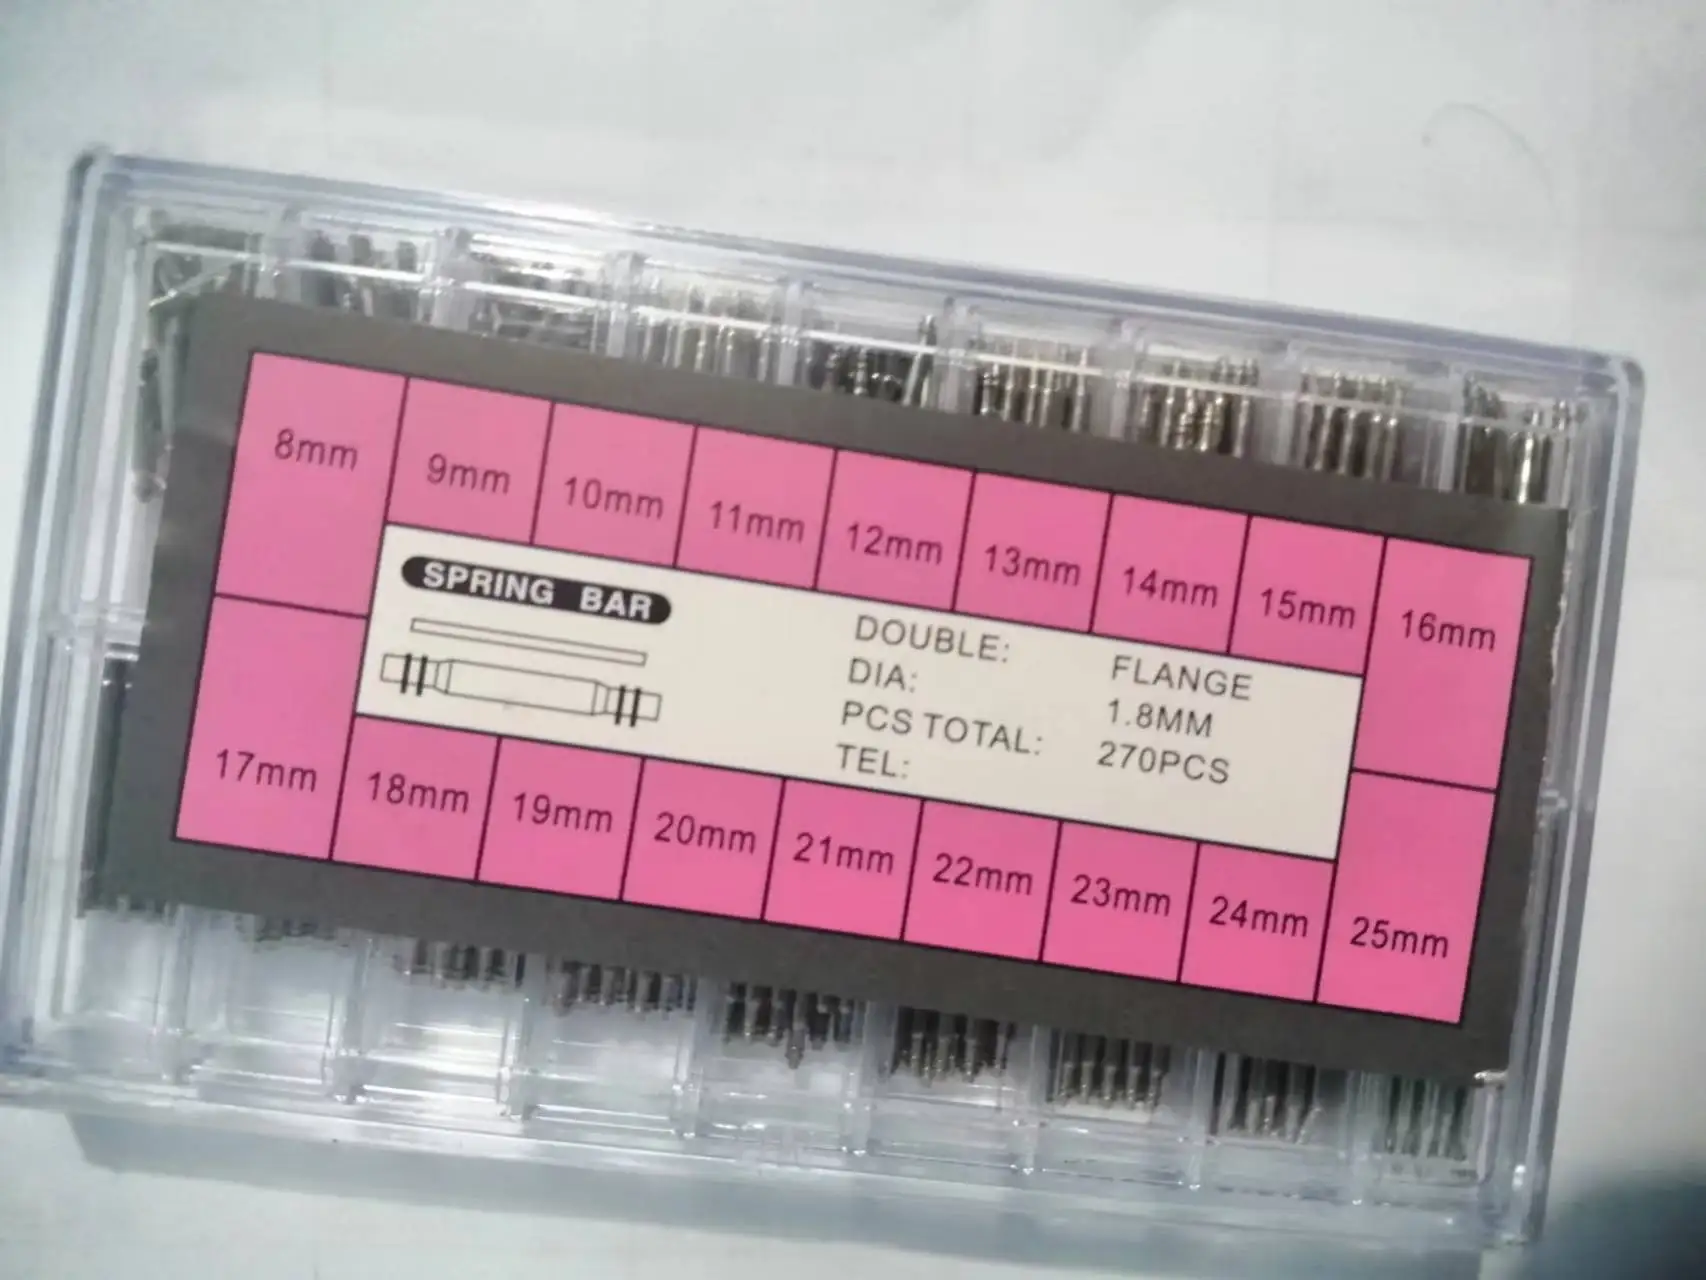 8mm
9mm
10mm
11mm
12mm
13mm
14mm
15mm
16mm
SPRING BAR
DOUBLE: FLANGE
DIA: 1.8MM
PCS TOTAL: 270PCS
TEL:
17mm
18mm
19mm
20mm
21mm
22mm
23mm
24mm
25mm